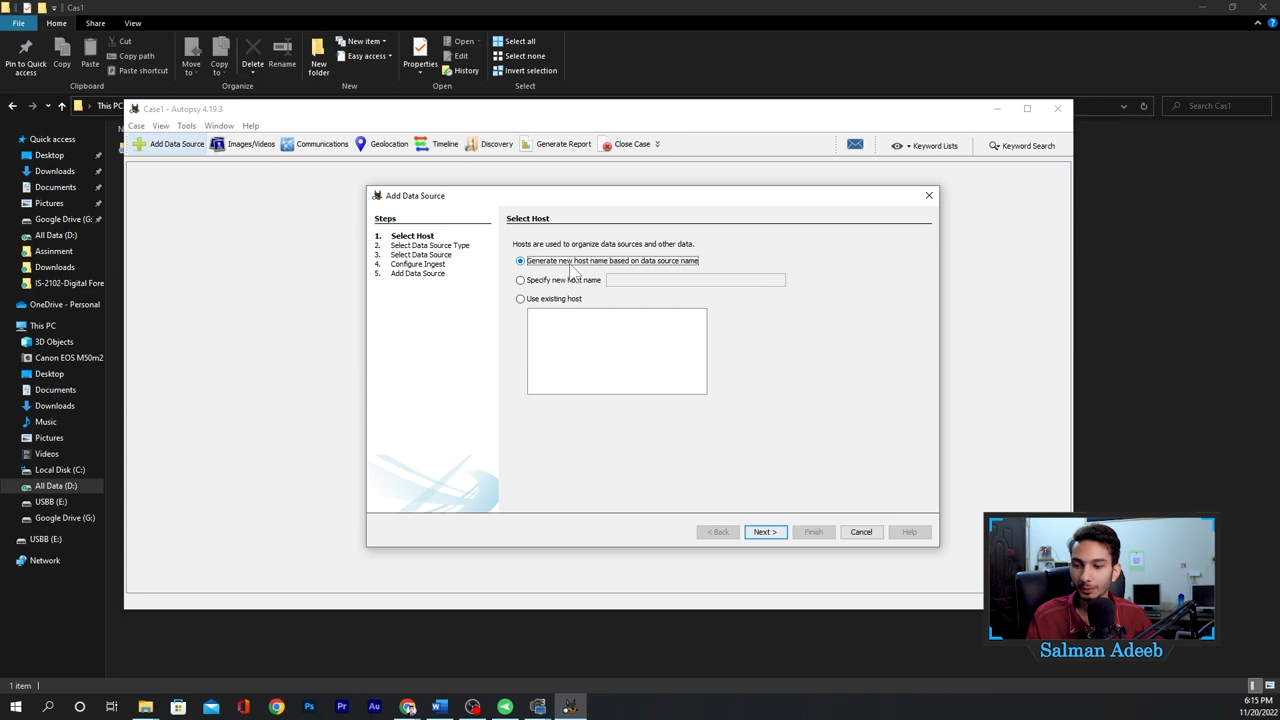 Cas1
File
Home
Share
View
Pin to Quick access
Copy
Paste
Cut
Copy path
Paste shortcut
Clipboard
Move to
Copy to
Delete
Rename
Organize
New folder
New item
Easy access
New
Properties
Open
Edit
History
Open
Select all
Select none
Invert selection
Select
This PC
Search Cas1
Quick access
Desktop
Downloads
Documents
Pictures
Google Drive (G:
All Data (D:)
Assinment
Downloads
IS-2102-Digital Fore
OneDrive - Personal
This PC
3D Objects
Canon EOS M50m2
Desktop
Documents
Downloads
Music
Pictures
Videos
Local Disk (C:)
All Data (D:)
USBB (E:)
Google Drive (G:)
USBB (E:)
Network
1 item
Case1 - Autopsy 4.19.3
Case View Tools Window Help
Add Data Source Images/Videos Communications Geolocation Timeline Discovery Generate Report Close Case Keyword Lists Keyword Search
Add Data Source
Steps
1. Select Host
2. Select Data Source Type
3. Select Data Source
4. Configure Ingest
5. Add Data Source
Select Host
Hosts are used to organize data sources and other data.
Generate new host name based on data source name
Specify new host name
Use existing host
< Back Next > Finish Cancel Help
Salman Adeeb
Ps
Pr
Au
6:15 PM
11/20/2022